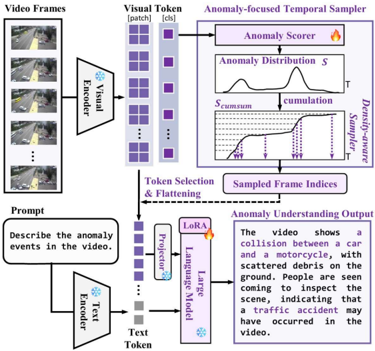 Video Frames
Visual Token
[patch]
[cls]
Anomaly-focused Temporal Sampler
Visual
Encoder
Anomaly Scorer
Anomaly Distribution S
T
cumulation
S_cumsum
T
Density-aware
Sampler
Sampled Frame Indices
Token Selection
& Flattening
Prompt
Describe the anomaly
events in the video.
Text
Encoder
Projector
LoRA
Large
Language Model
Text
Token
Anomaly Understanding Output
The video shows a
collision between a car
and a motorcycle, with
scattered debris on the
ground. People are seen
coming to inspect the
scene, indicating that
a traffic accident may
have occurred in the
video.